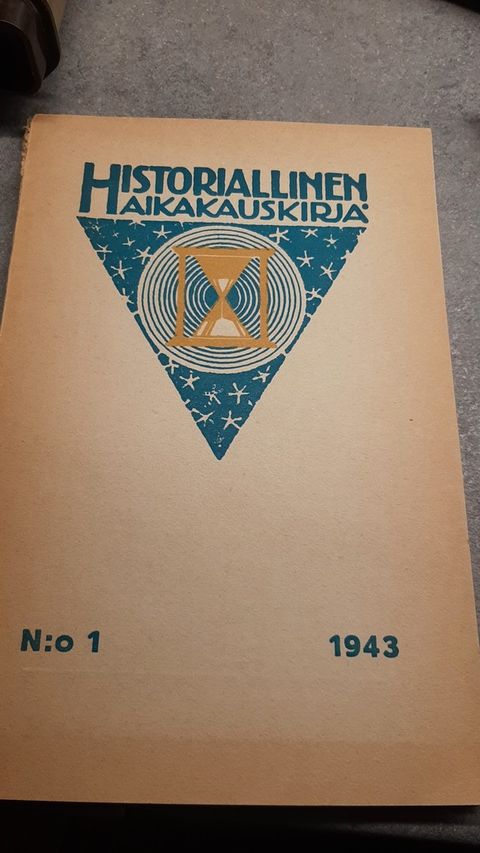 HISTORIALLINEN
AIKAKAUSKIRJA
N:o 1 1943